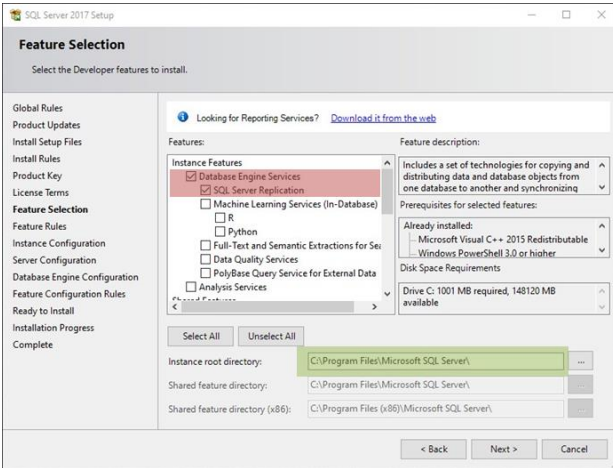 SQL Server 2017 Setup
Feature Selection
Select the Developer features to install.
Global Rules
Product Updates
Install Setup Files
Install Rules
Product Key
License Terms
Feature Selection
Feature Rules
Instance Configuration
Server Configuration
Database Engine Configuration
Feature Configuration Rules
Ready to Install
Installation Progress
Complete
Looking for Reporting Services? Download it from the web
Features:
Instance Features
Database Engine Services
SQL Server Replication
Machine Learning Services (In-Database)
R
Python
Full-Text and Semantic Extractions for Sea
Data Quality Services
PolyBase Query Service for External Data
Analysis Services
Shared Features
Feature description:
Includes a set of technologies for copying and
distributing data and database objects from
one database to another and synchronizing
Prerequisites for selected features:
Already installed:
Microsoft Visual C++ 2015 Redistributable
Windows PowerShell 3.0 or higher
Disk Space Requirements
Drive C: 1001 MB required, 148120 MB
available
Select All
Unselect All
Instance root directory: C:\Program Files\Microsoft SQL Server\ ...
Shared feature directory: C:\Program Files\Microsoft SQL Server\ ...
Shared feature directory (x86): C:\Program Files (x86)\Microsoft SQL Server\ ...
< Back
Next >
Cancel